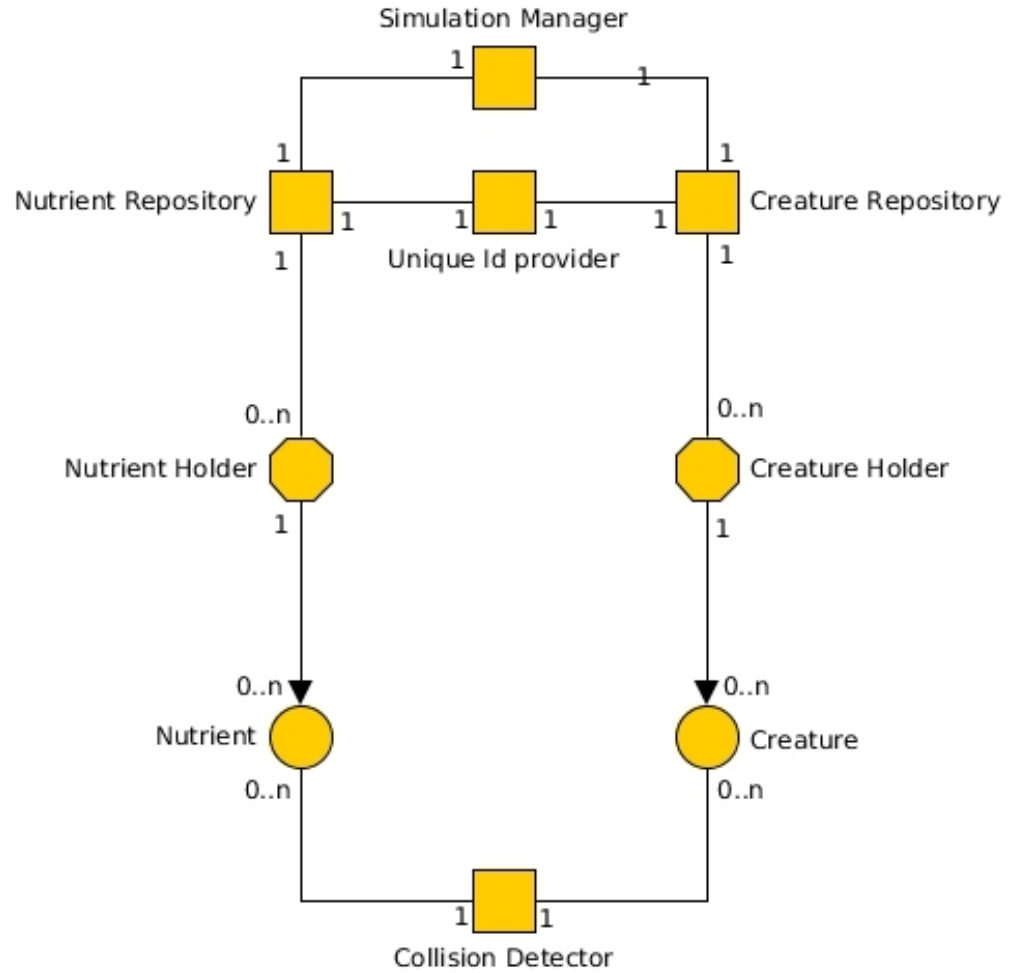 Simulation Manager
1 1
1 1
Nutrient Repository Creature Repository
1 1 1 1
1 1
Unique Id provider
0..n 0..n
Nutrient Holder Creature Holder
1 1
0..n 0..n
Nutrient Creature
0..n 0..n
1 1
Collision Detector